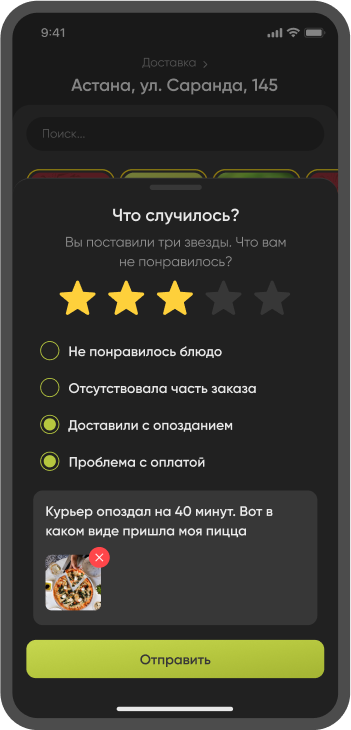 9:41
Доставка
Астана, ул. Саранда, 145
Поиск...
Что случилось?
Вы поставили три звезды. Что вам
не понравилось?
Не понравилось блюдо
Отсутствовала часть заказа
Доставили с опозданием
Проблема с оплатой
Курьер опоздал на 40 минут. Вот в
каком виде пришла моя пицца
Отправить